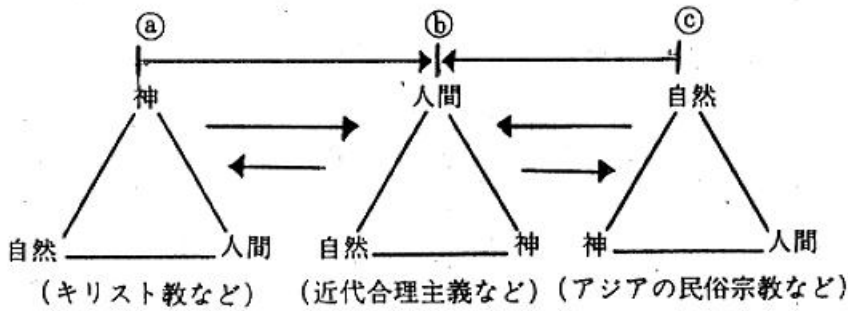 ⓐ ⓑ ⓒ
神 人間 自然
自然 人間 自然 神 神 人間
(キリスト教など) (近代合理主義など) (アジアの民俗宗教など)